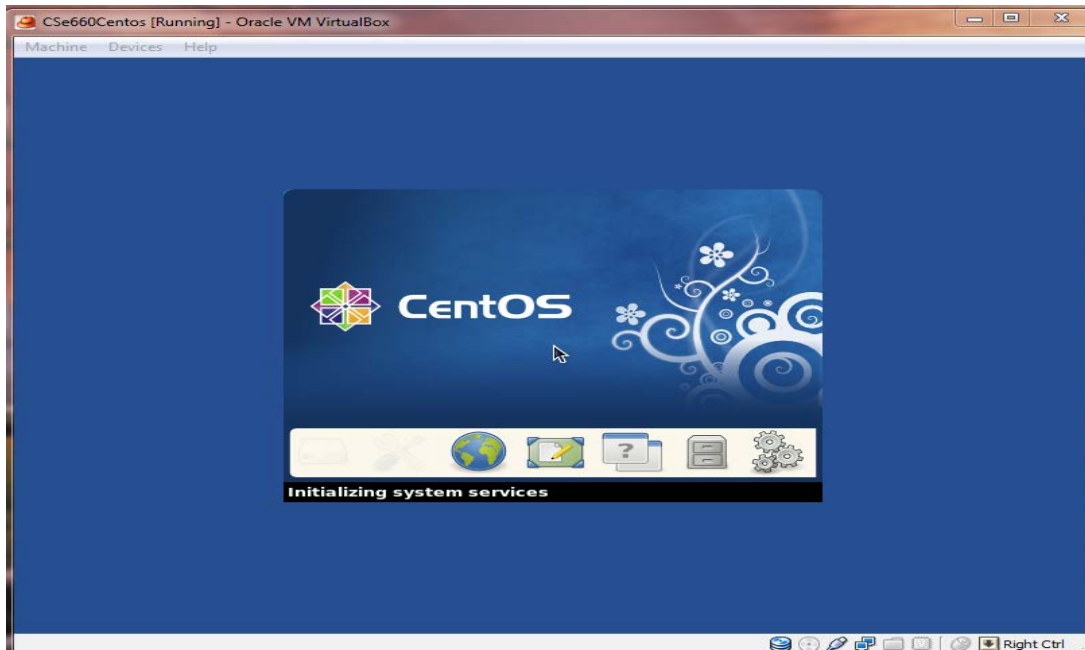 CSe660Centos [Running] - Oracle VM VirtualBox
Machine Devices Help
CentOS
?
Initializing system services
Right Ctrl